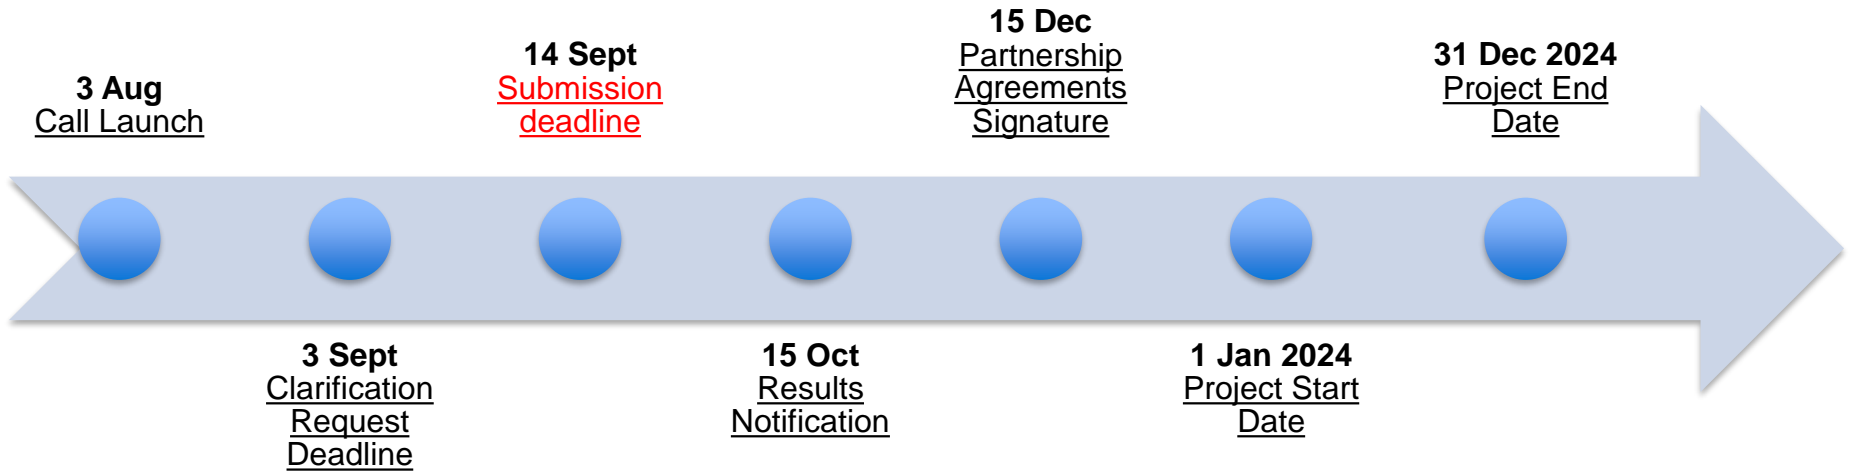 3 Aug
Call Launch
3 Sept
Clarification
Request
Deadline
14 Sept
Submission
deadline
15 Oct
Results
Notification
15 Dec
Partnership
Agreements
Signature
1 Jan 2024
Project Start
Date
31 Dec 2024
Project End
Date